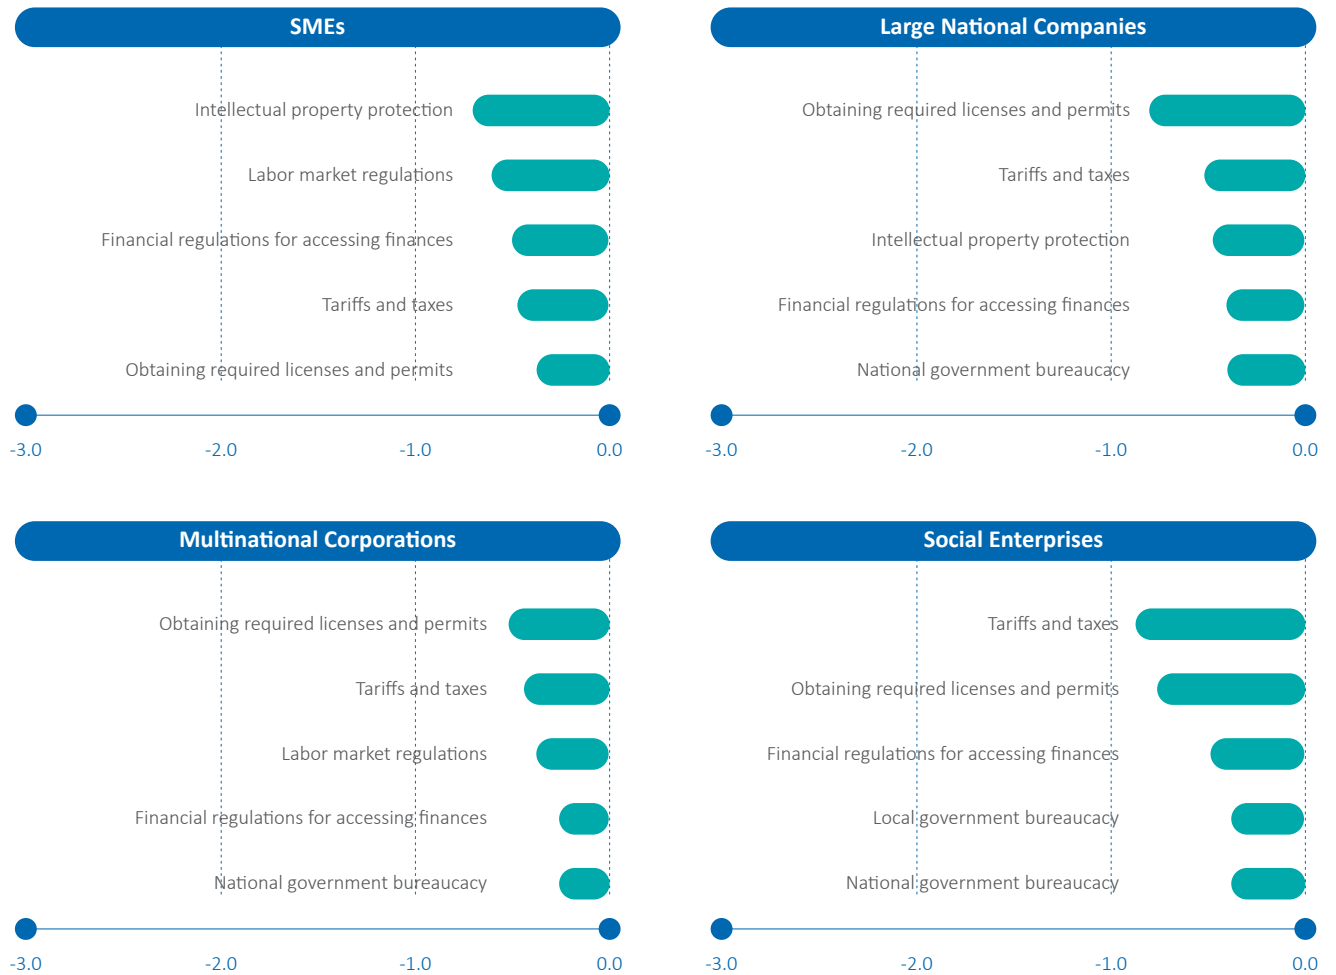 SMEs
Intellectual property protection
Labor market regulations
Financial regulations for accessing finances
Tariffs and taxes
Obtaining required licenses and permits
-3.0 -2.0 -1.0 0.0
Large National Companies
Obtaining required licenses and permits
Tariffs and taxes
Intellectual property protection
Financial regulations for accessing finances
National government bureaucacy
-3.0 -2.0 -1.0 0.0
Multinational Corporations
Obtaining required licenses and permits
Tariffs and taxes
Labor market regulations
Financial regulations for accessing finances
National government bureaucacy
-3.0 -2.0 -1.0 0.0
Social Enterprises
Tariffs and taxes
Obtaining required licenses and permits
Financial regulations for accessing finances
Local government bureaucacy
National government bureaucacy
-3.0 -2.0 -1.0 0.0